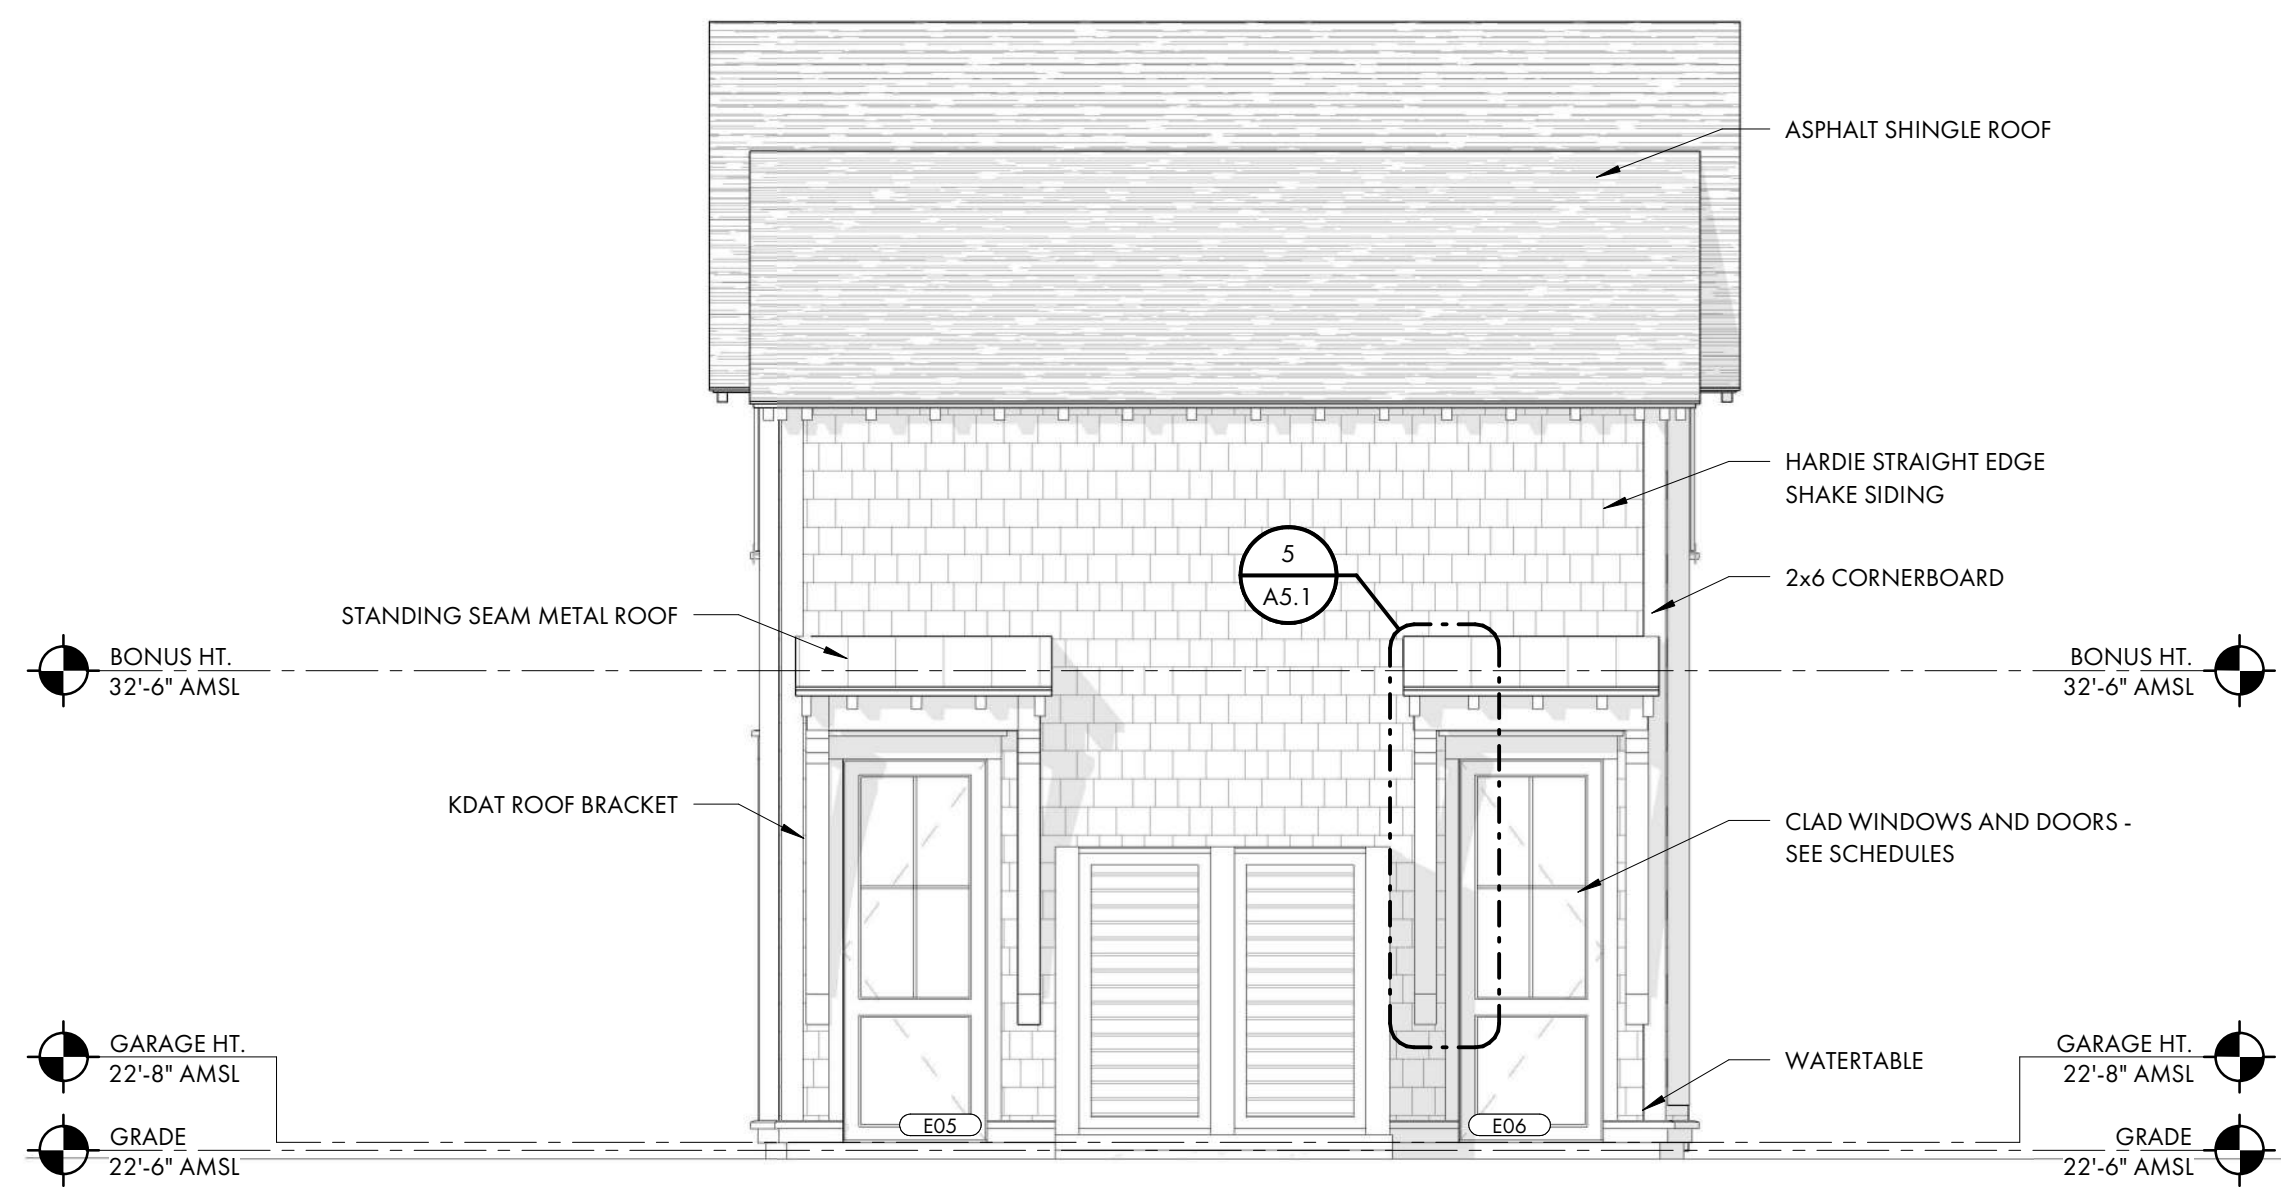 ASPHALT SHINGLE ROOF
HARDIE STRAIGHT EDGE
SHAKE SIDING
5
A5.1
2x6 CORNERBOARD
STANDING SEAM METAL ROOF
BONUS HT.
32'-6" AMSL
BONUS HT.
32'-6" AMSL
KDAT ROOF BRACKET
CLAD WINDOWS AND DOORS -
SEE SCHEDULES
GARAGE HT.
22'-8" AMSL
GARAGE HT.
22'-8" AMSL
WATERTABLE
E05
E06
GRADE
22'-6" AMSL
GRADE
22'-6" AMSL